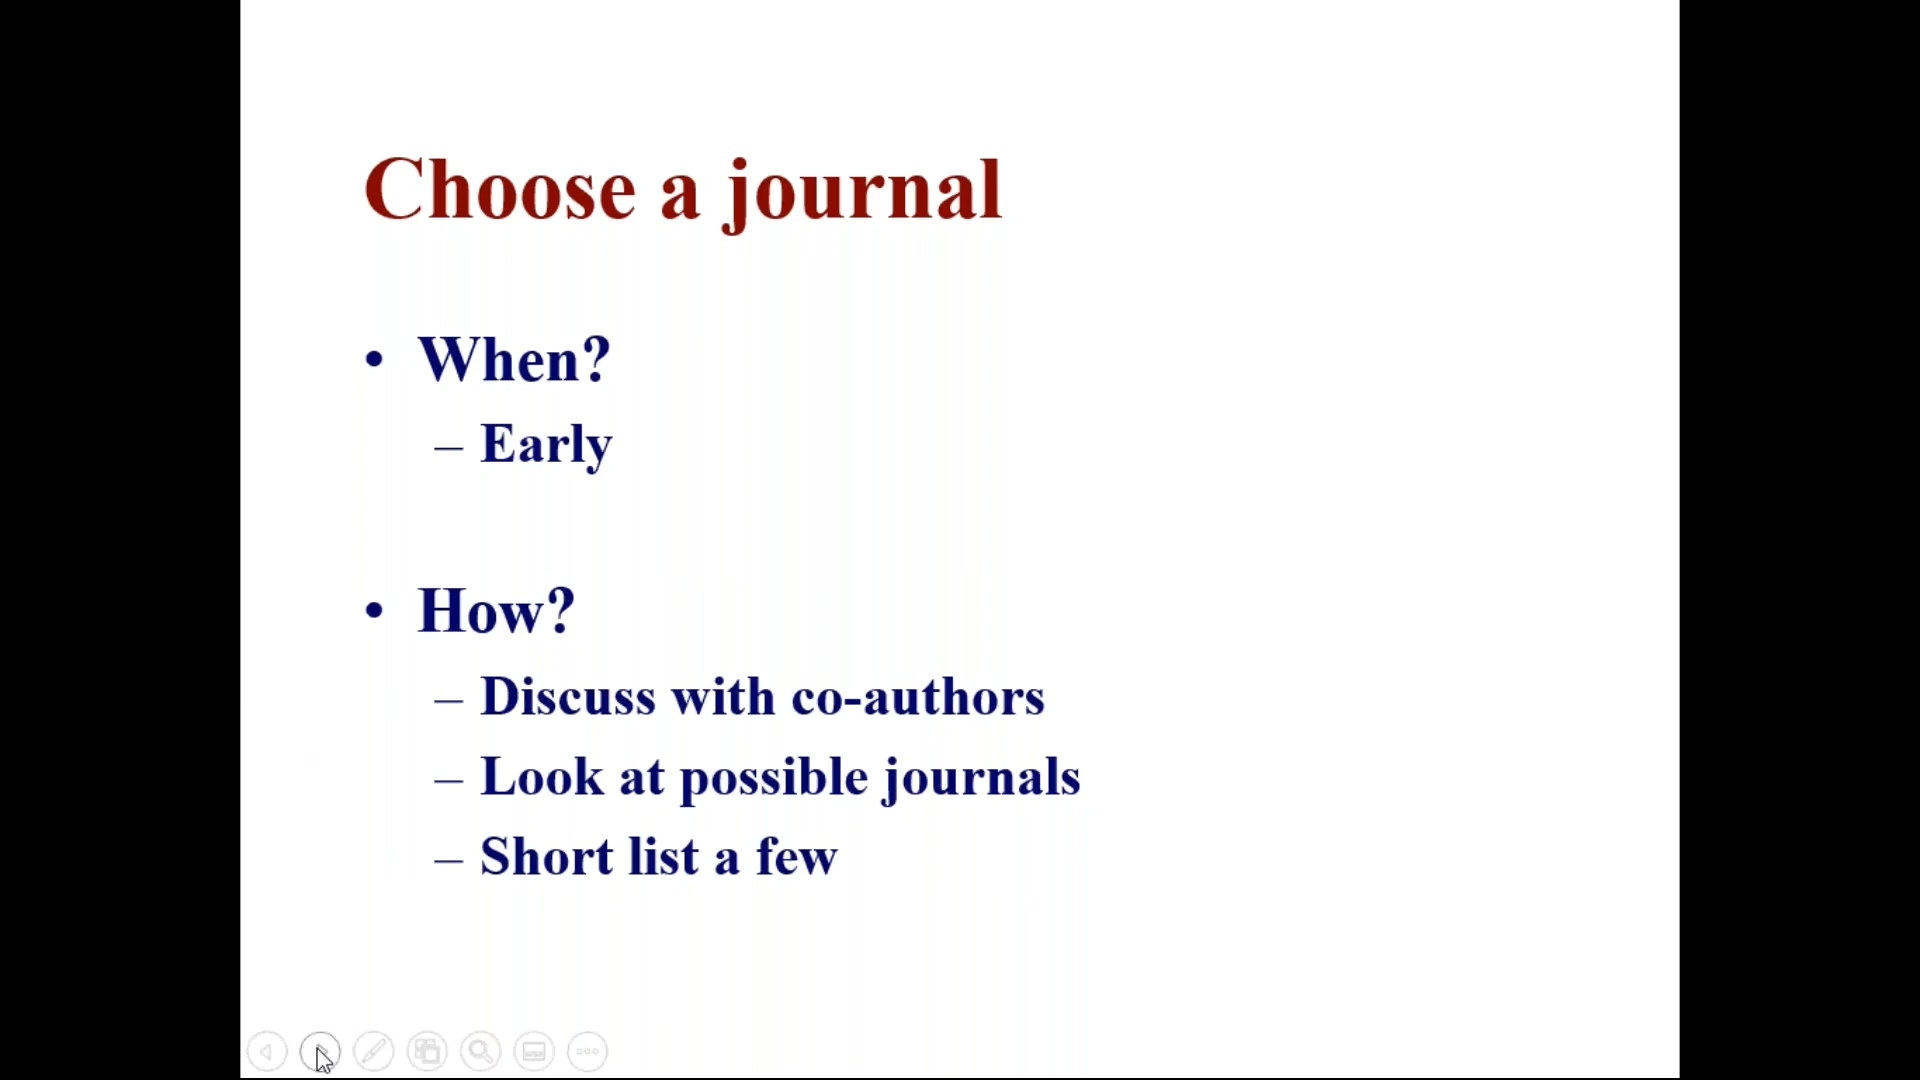 Choose a journal
• When?
– Early
• How?
– Discuss with co-authors
– Look at possible journals
– Short list a few